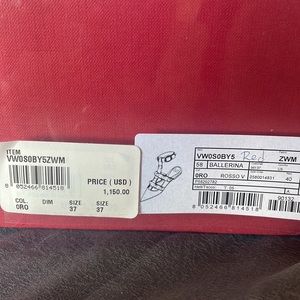 ITEM
VW0S0BY5ZWM
8 052466 814518
PRICE ( USD )
1,150.00
COL DIM SIZE SIZE
0RO 37 37
VW0S0BY5 Red ZWM
58 BALLERINA
0RO ROSSO V. 40
8 052466 814518